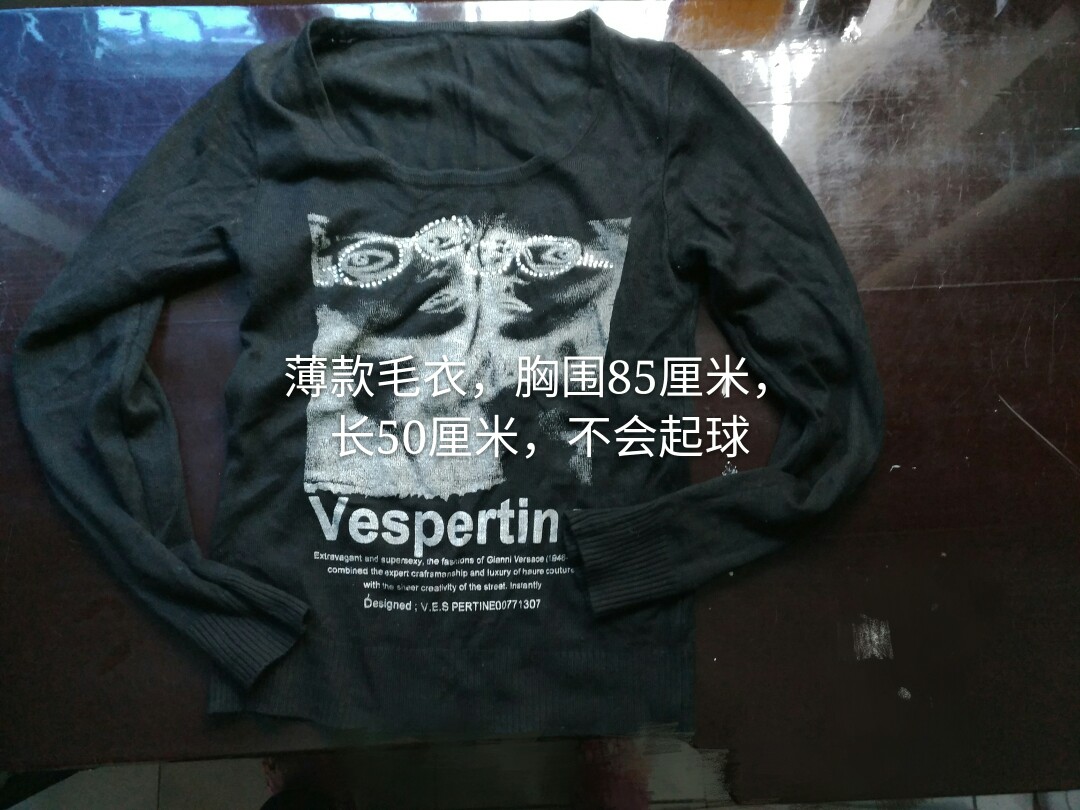 薄款毛衣，胸围85厘米，
长50厘米，不会起球
Vespertin
Extravagant and supersexy, the fashions of Gianni Versace (1946-
combined the expert craftsmanship and luxury of haure couture
with the sheer creativity of the street. Instantly
Designed ; V.E.S PERTINE00771307